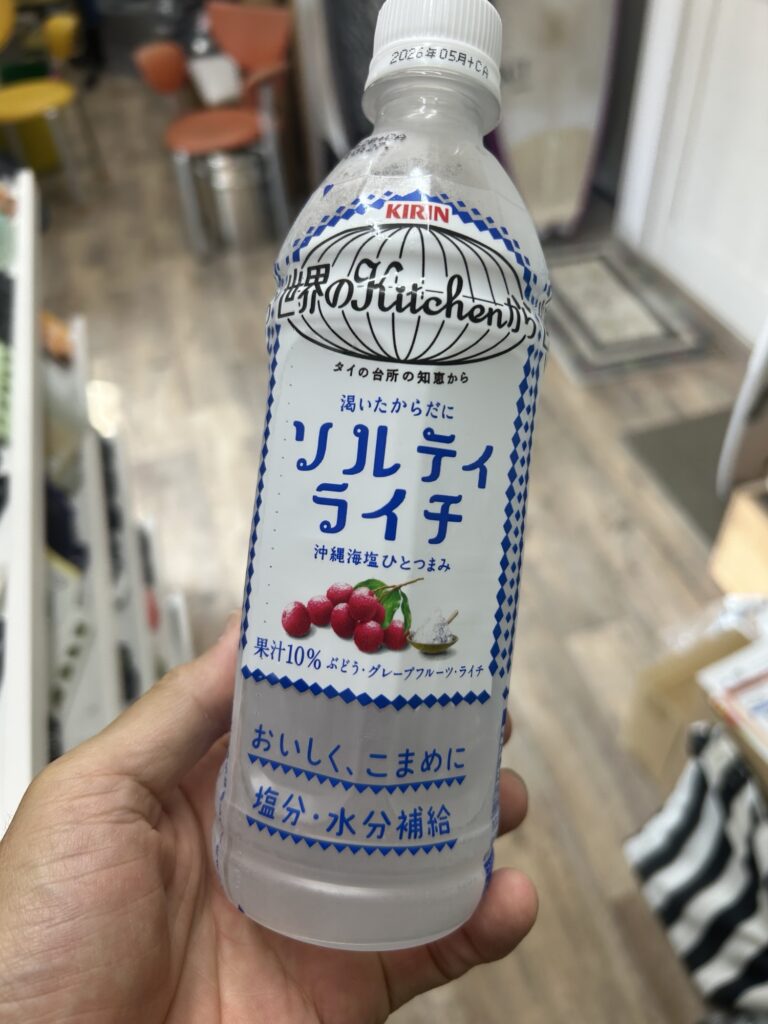 2026年05月+CA
KIRIN
世界のKitchenから
タイの台所の知恵から
渇いたからだに
ソルティ
ライチ
沖縄海塩ひとつまみ
果汁10% ぶどう・グレープフルーツ・ライチ
おいしく、こまめに
塩分・水分補給